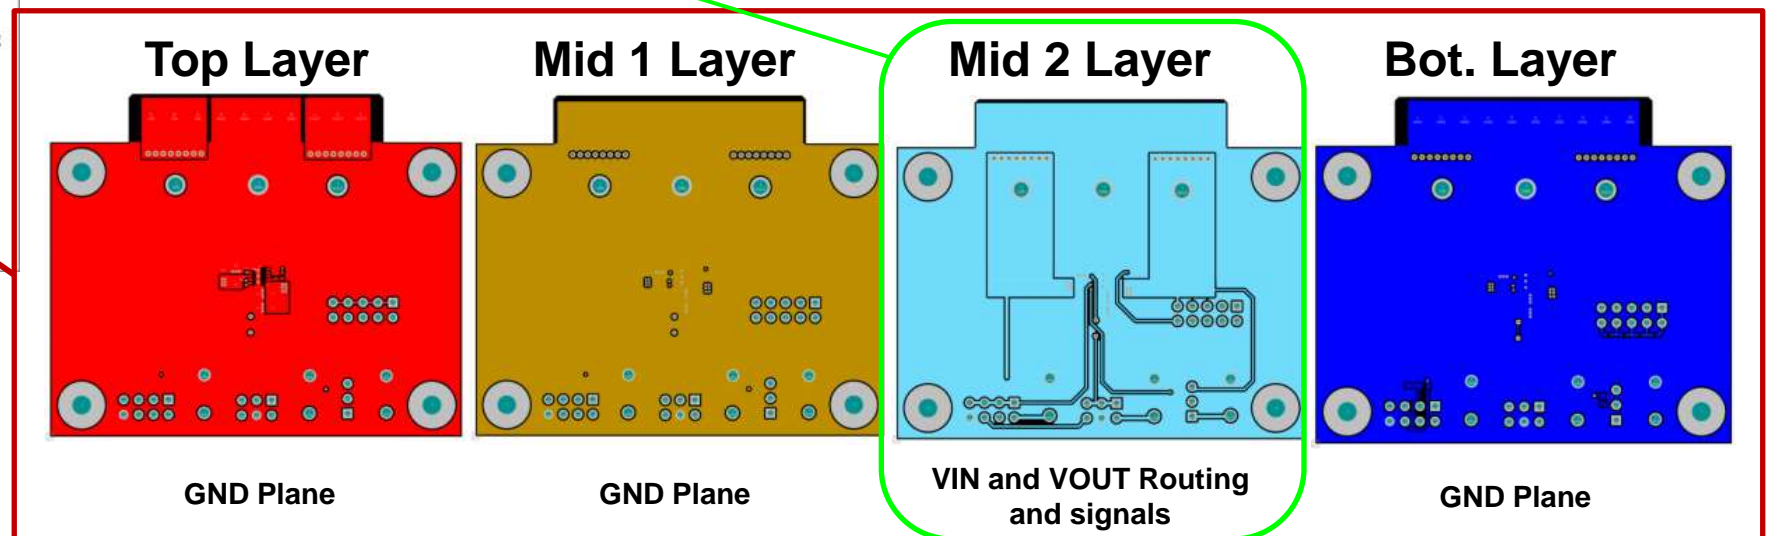 Top Layer
Mid 1 Layer
Mid 2 Layer
Bot. Layer
GND Plane
GND Plane
VIN and VOUT Routing
and signals
GND Plane